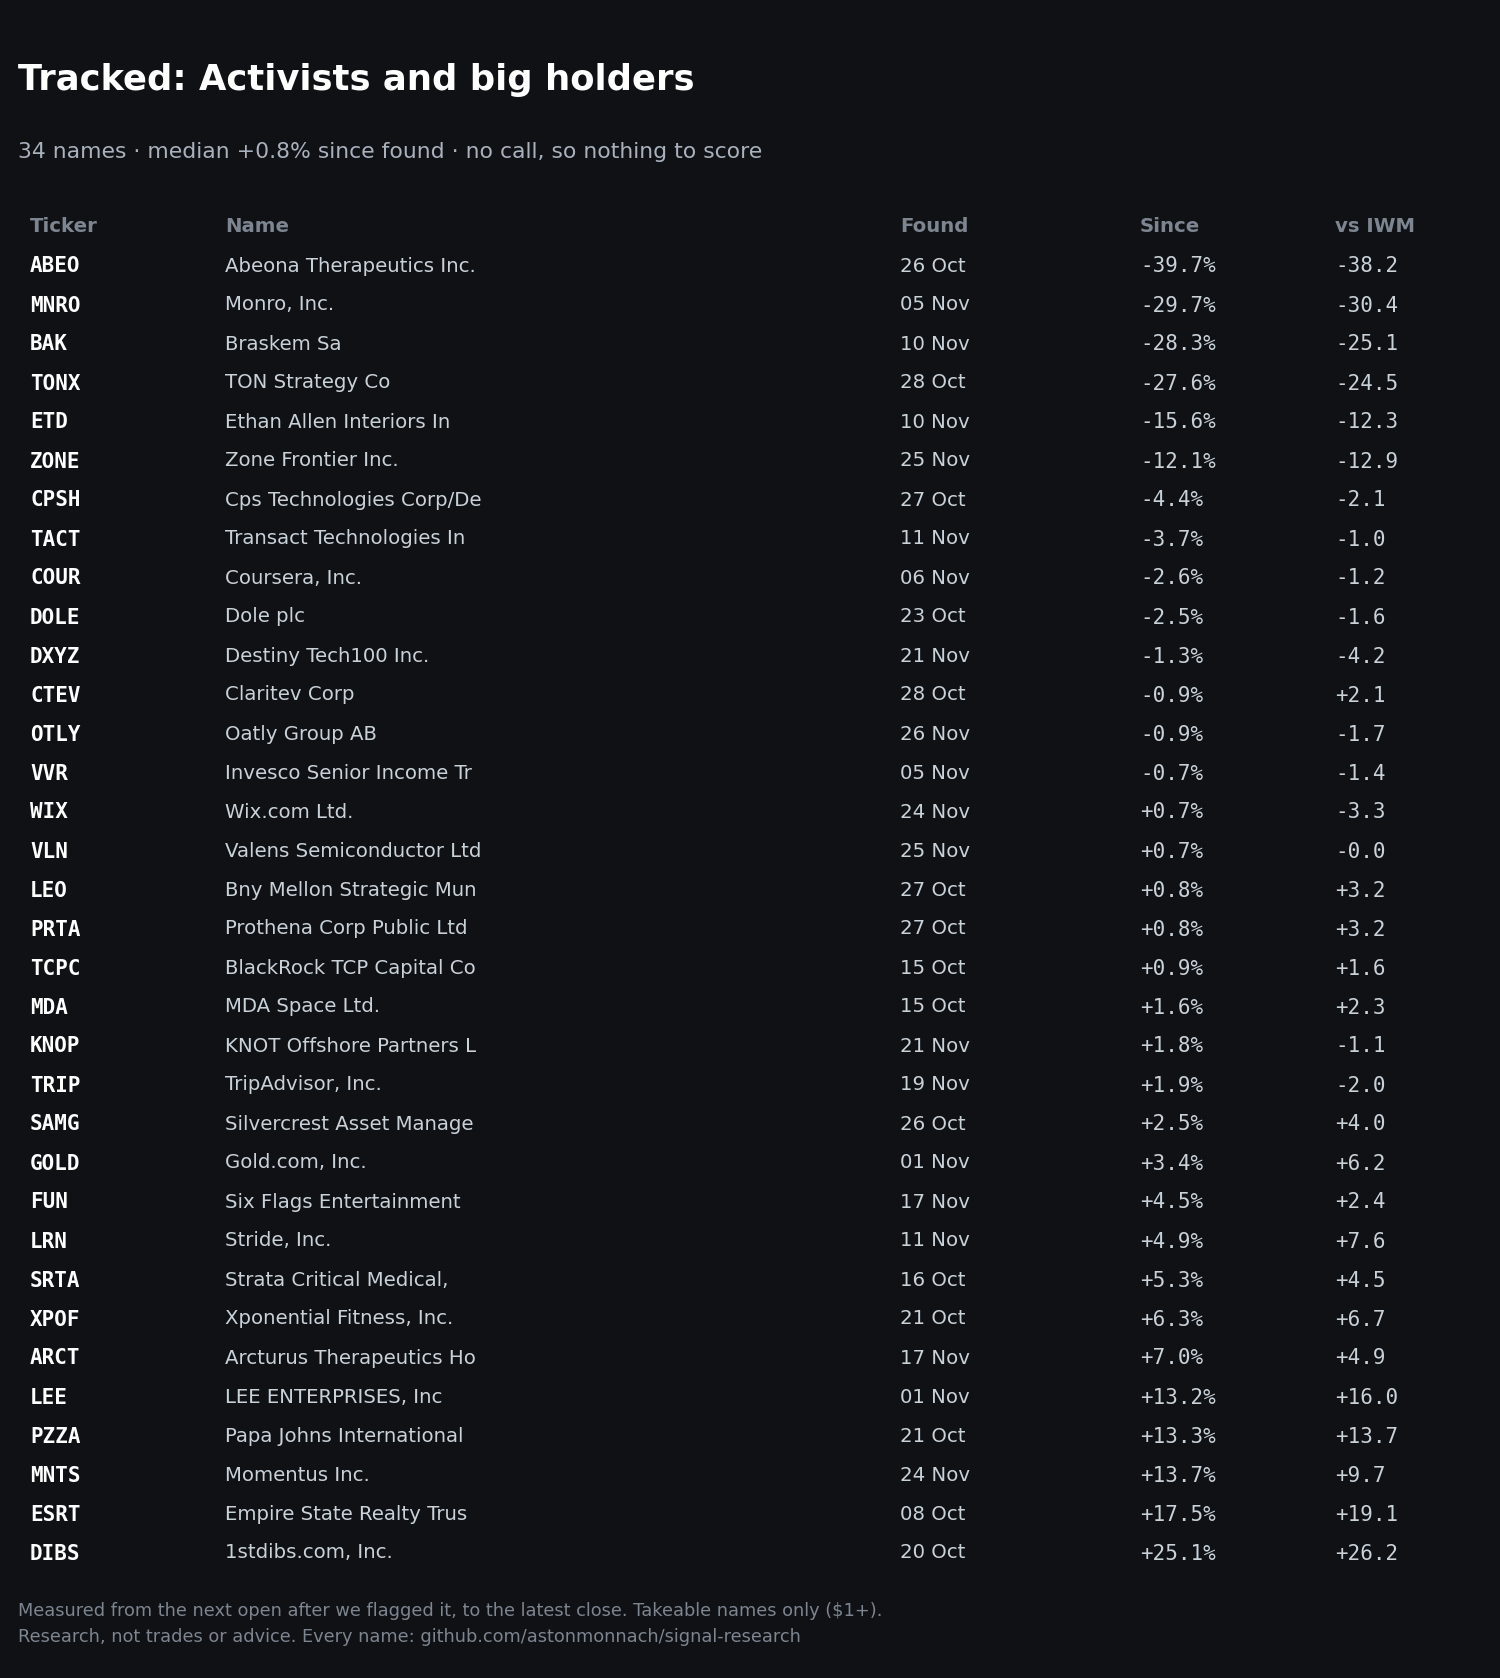 Tracked: Activists and big holders
34 names · median +0.8% since found · no call, so nothing to score
Ticker Name Found Since vs IWM
ABEO Abeona Therapeutics Inc. 26 Oct -39.7% -38.2
MNRO Monro, Inc. 05 Nov -29.7% -30.4
BAK Braskem Sa 10 Nov -28.3% -25.1
TONX TON Strategy Co 28 Oct -27.6% -24.5
ETD Ethan Allen Interiors In 10 Nov -15.6% -12.3
ZONE Zone Frontier Inc. 25 Nov -12.1% -12.9
CPSH Cps Technologies Corp/De 27 Oct -4.4% -2.1
TACT Transact Technologies In 11 Nov -3.7% -1.0
COUR Coursera, Inc. 06 Nov -2.6% -1.2
DOLE Dole plc 23 Oct -2.5% -1.6
DXYZ Destiny Tech100 Inc. 21 Nov -1.3% -4.2
CTEV Claritev Corp 28 Oct -0.9% +2.1
OTLY Oatly Group AB 26 Nov -0.9% -1.7
VVR Invesco Senior Income Tr 05 Nov -0.7% -1.4
WIX Wix.com Ltd. 24 Nov +0.7% -3.3
VLN Valens Semiconductor Ltd 25 Nov +0.7% -0.0
LEO Bny Mellon Strategic Mun 27 Oct +0.8% +3.2
PRTA Prothena Corp Public Ltd 27 Oct +0.8% +3.2
TCPC BlackRock TCP Capital Co 15 Oct +0.9% +1.6
MDA MDA Space Ltd. 15 Oct +1.6% +2.3
KNOP KNOT Offshore Partners L 21 Nov +1.8% -1.1
TRIP TripAdvisor, Inc. 19 Nov +1.9% -2.0
SAMG Silvercrest Asset Manage 26 Oct +2.5% +4.0
GOLD Gold.com, Inc. 01 Nov +3.4% +6.2
FUN Six Flags Entertainment 17 Nov +4.5% +2.4
LRN Stride, Inc. 11 Nov +4.9% +7.6
SRTA Strata Critical Medical, 16 Oct +5.3% +4.5
XPOF Xponential Fitness, Inc. 21 Oct +6.3% +6.7
ARCT Arcturus Therapeutics Ho 17 Nov +7.0% +4.9
LEE LEE ENTERPRISES, Inc 01 Nov +13.2% +16.0
PZZA Papa Johns International 21 Oct +13.3% +13.7
MNTS Momentus Inc. 24 Nov +13.7% +9.7
ESRT Empire State Realty Trus 08 Oct +17.5% +19.1
DIBS 1stdibs.com, Inc. 20 Oct +25.1% +26.2
Measured from the next open after we flagged it, to the latest close. Takeable names only ($1+).
Research, not trades or advice. Every name: github.com/astonmonnach/signal-research